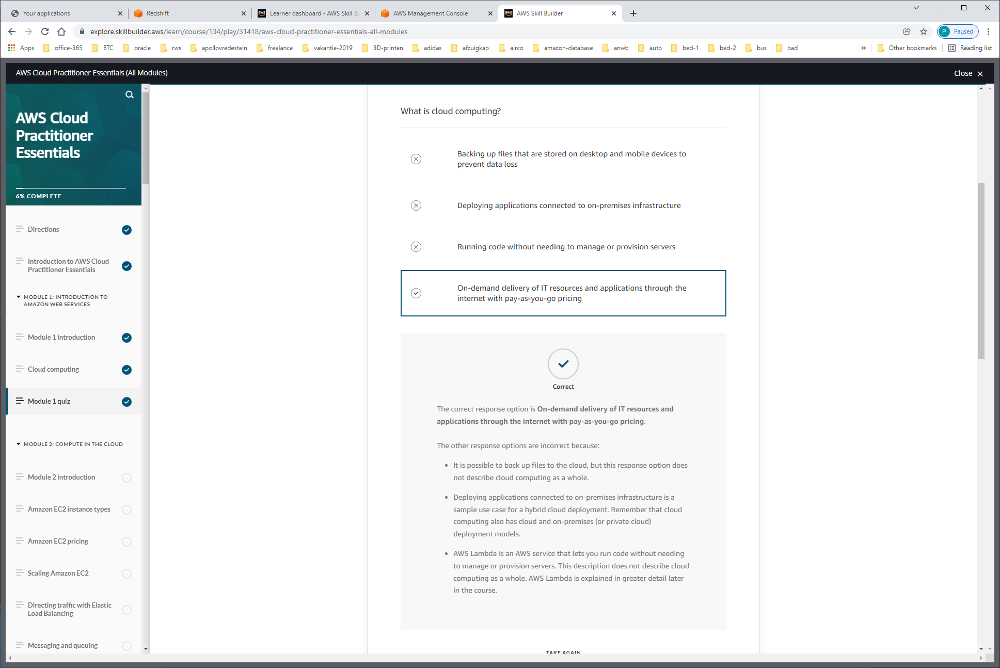 Your applications
Redshift
Learner dashboard - AWS Skill Bu
AWS Management Console
AWS Skill Builder
explore.skillbuilder.aws/learn/course/134/play/31418/aws-cloud-practitioner-essentials-all-modules
P Paused
Apps office-365 BTC oracle rws apollovredestein freelance vakantie-2019 3D-printen adidas afzuigkap airco amazon-database anwb auto bed-1 bed-2 bus bad » Other bookmarks Reading list
AWS Cloud Practitioner Essentials (All Modules)
Close
AWS Cloud
Practitioner
Essentials
6% COMPLETE
Directions
Introduction to AWS Cloud
Practitioner Essentials
MODULE 1: INTRODUCTION TO
AMAZON WEB SERVICES
Module 1 introduction
Cloud computing
Module 1 quiz
MODULE 2: COMPUTE IN THE CLOUD
Module 2 introduction
Amazon EC2 instance types
Amazon EC2 pricing
Scaling Amazon EC2
Directing traffic with Elastic
Load Balancing
Messaging and queuing
What is cloud computing?
Backing up files that are stored on desktop and mobile devices to
prevent data loss
Deploying applications connected to on-premises infrastructure
Running code without needing to manage or provision servers
On-demand delivery of IT resources and applications through the
internet with pay-as-you-go pricing
Correct
The correct response option is On-demand delivery of IT resources and
applications through the internet with pay-as-you-go pricing.
The other response options are incorrect because:
• It is possible to back up files to the cloud, but this response option does
not describe cloud computing as a whole.
• Deploying applications connected to on-premises infrastructure is a
sample use case for a hybrid cloud deployment. Remember that cloud
computing also has cloud and on-premises (or private cloud)
deployment models.
• AWS Lambda is an AWS service that lets you run code without needing
to manage or provision servers. This description does not describe cloud
computing as a whole. AWS Lambda is explained in greater detail later
in the course.
TAKE AGAIN